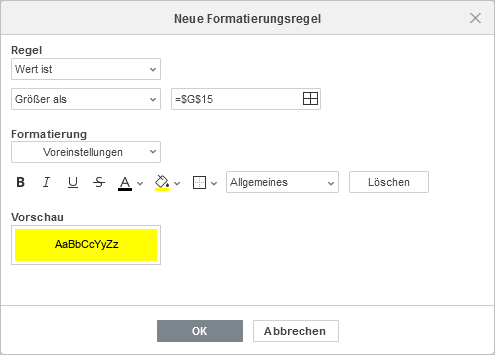 Neue Formatierungsregel
Regel
Wert ist
Größer als =$G$15
Formatierung
Voreinstellungen
B I U S A Allgemeines Löschen
Vorschau
AaBbCcYyZz
OK Abbrechen